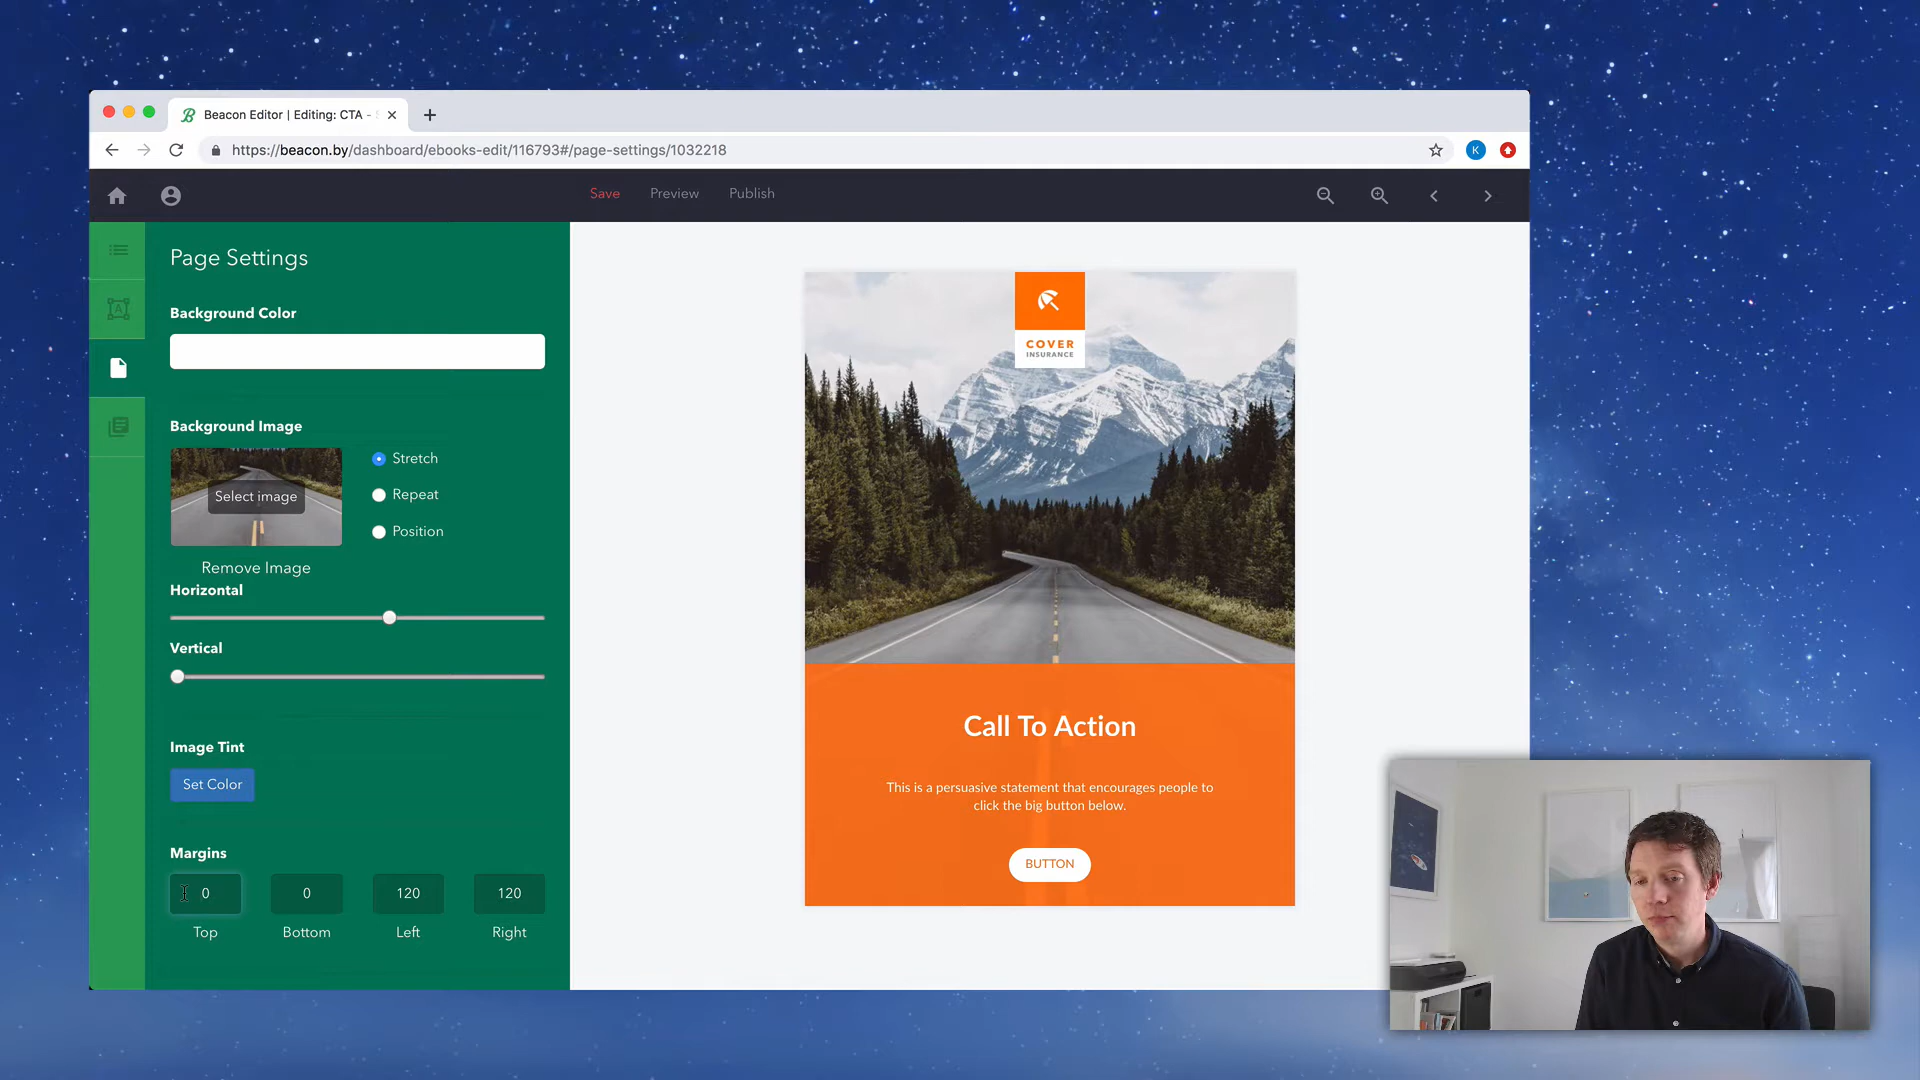 Beacon Editor | Editing: CTA -
https://beacon.by/dashboard/ebooks-edit/116793#/page-settings/1032218
K
Save Preview Publish
Page Settings
Background Color
Background Image
Select image
Stretch
Repeat
Position
Remove Image
Horizontal
Vertical
Image Tint
Set Color
Margins
0 0 120 120
Top Bottom Left Right
COVER
INSURANCE
Call To Action
This is a persuasive statement that encourages people to
click the big button below.
BUTTON